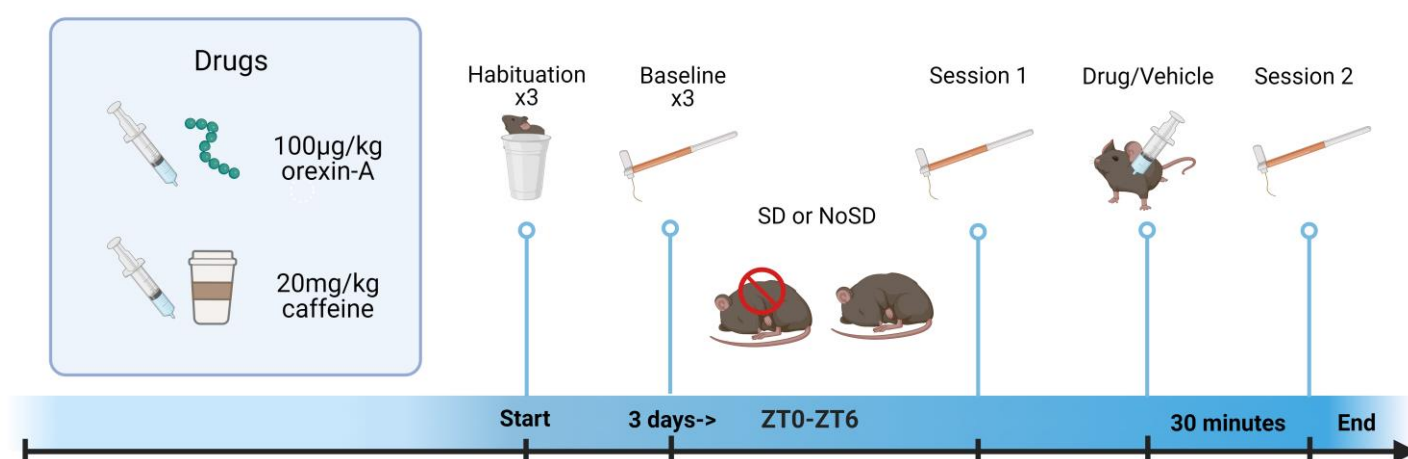 Drugs
100µg/kg
orexin-A
20mg/kg
caffeine
Habituation
x3
Baseline
x3
SD or NoSD
Session 1
Drug/Vehicle
Session 2
Start
3 days->
ZT0-ZT6
30 minutes
End